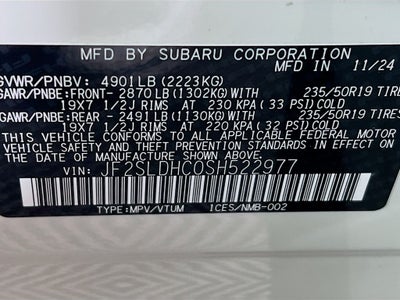 MFD BY SUBARU CORPORATION 11/24
GVWR/PNBV: 4901LB (2223KG)
GAWR/PNBE: FRONT- 2870LB (1302KG) WITH 235/50R19 TIRES
19X7 1/2J RIMS AT 230 KPA (33 PSI) COLD
GAWR/PNBE: REAR - 2491LB (1130KG) WITH 235/50R19 TIRES
19X7 1/2J RIMS AT 220 KPA (32 PSI) COLD
THIS VEHICLE CONFORMS TO ALL APPLICABLE FEDERAL MOTOR
VEHICLE SAFETY AND THEFT PREVENTION STANDARDS IN EFFECT
ON THE DATE OF MANUFACTURE SHOWN ABOVE.
VIN: JF2SLDHC0SH522977
TYPE:MPV/VTUM ICES/NMB-002